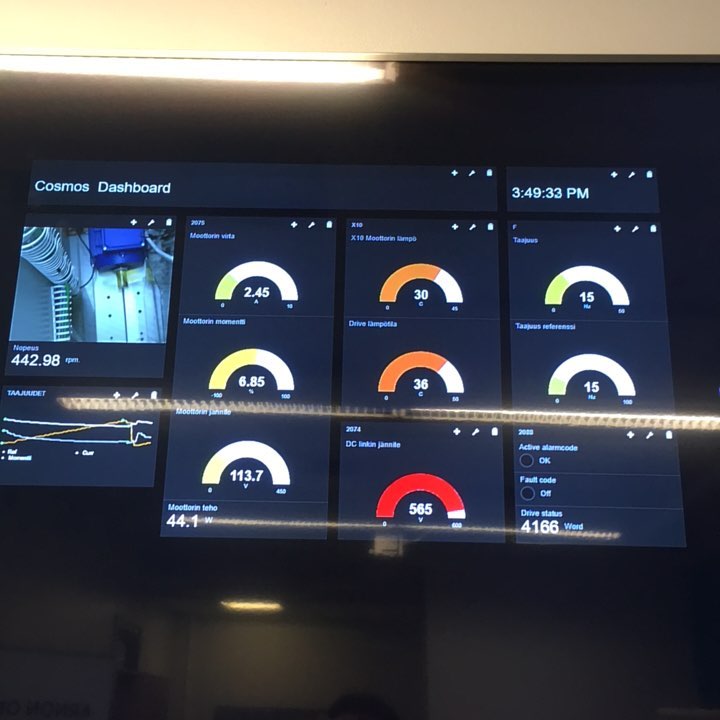 Cosmos Dashboard
3:49:33 PM
Nopeus
442.98 rpm.
TAAJUUDET
Ref
Momentti
2075
Moottorin virta
2.45
A
0
10
Moottorin momentti
6.85
%
-100
100
Moottorin jännite
113.7
V
0
450
Moottorin teho
44.1 W
X10
X10 Moottorin lämpö
30
C
0
45
Drive lämpötila
36
C
0
50
2074
DC linkin jännite
565
V
0
600
F
Taajuus
15
Hz
0
50
Taajuus referenssi
15
Hz
0
100
2080
Active alarmcode
OK
Fault code
Off
Drive status
4166 Word